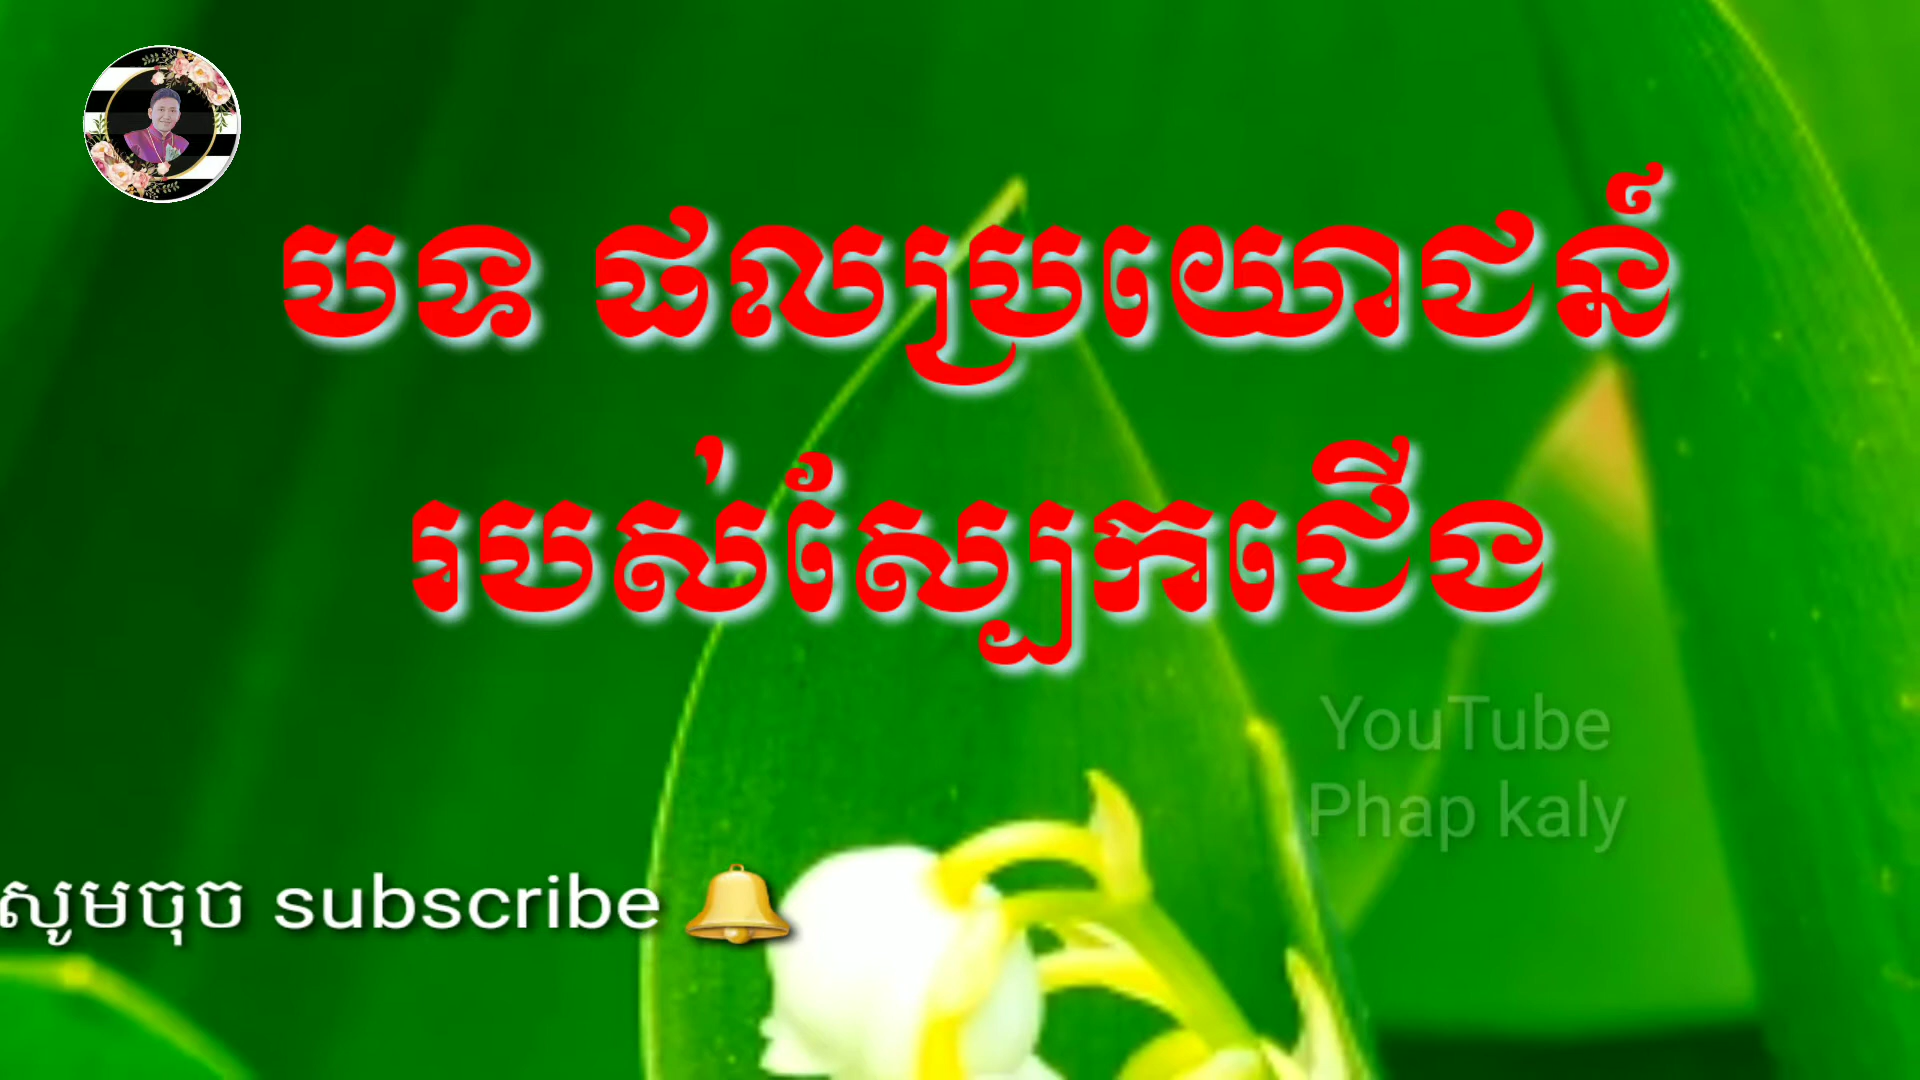 បទ ផលប្រយោជន៍
របស់ស្បែកជើង
YouTube
Phap kaly
សូមចុច subscribe 🔔